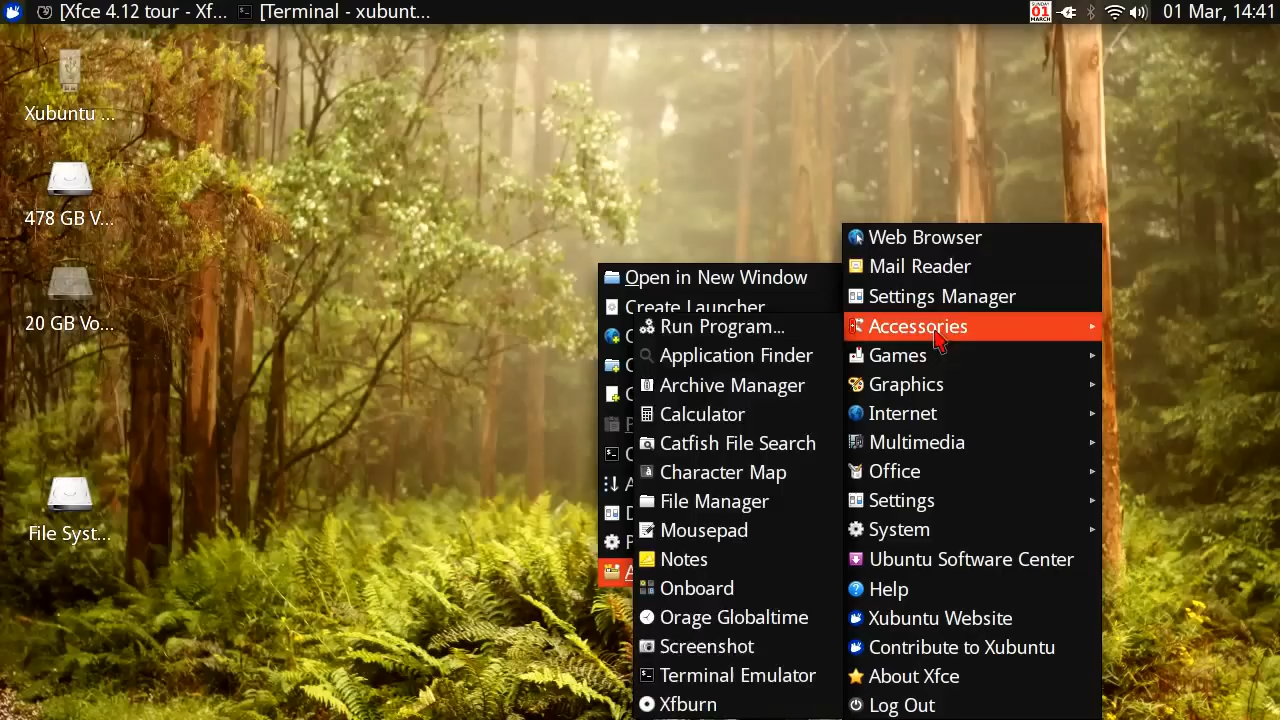 [Xfce 4.12 tour - Xf...
[Terminal - xubunt...
SUNDAY
01
MARCH
01 Mar, 14:41
Xubuntu ...
478 GB V...
20 GB Vo...
File Syst...
Open in New Window
Create Launcher
Run Program...
Application Finder
Archive Manager
Calculator
Catfish File Search
Character Map
File Manager
Mousepad
Notes
Onboard
Orage Globaltime
Screenshot
Terminal Emulator
Xfburn
Web Browser
Mail Reader
Settings Manager
Accessories
Games
Graphics
Internet
Multimedia
Office
Settings
System
Ubuntu Software Center
Help
Xubuntu Website
Contribute to Xubuntu
About Xfce
Log Out